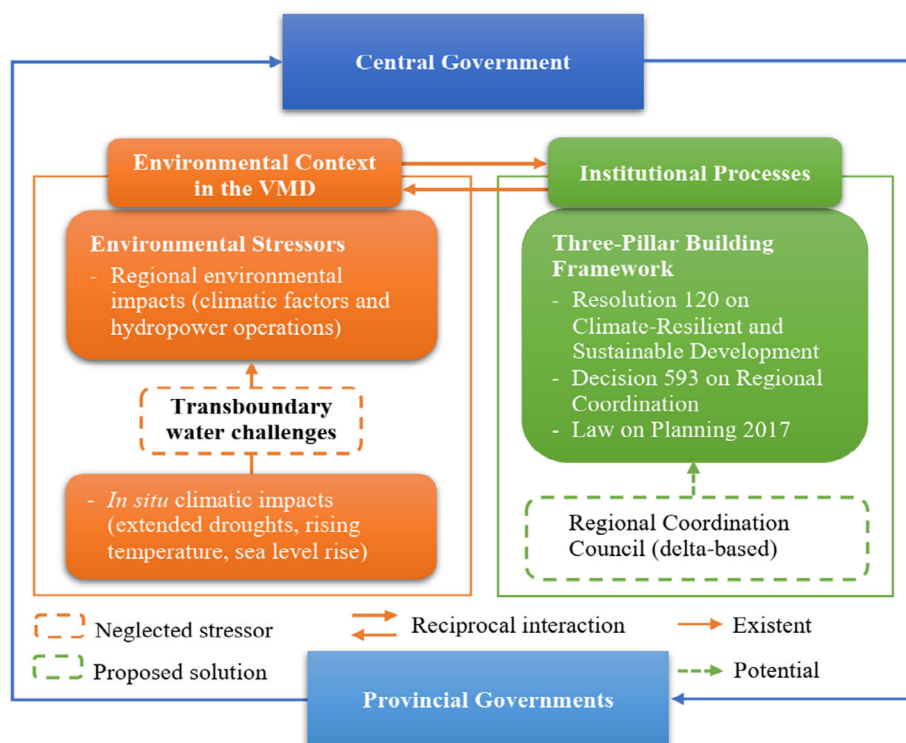 Central Government
Environmental Context
in the VMD
Institutional Processes
Environmental Stressors
- Regional environmental
impacts (climatic factors and
hydropower operations)
Transboundary
water challenges
- In situ climatic impacts
(extended droughts, rising
temperature, sea level rise)
Three-Pillar Building
Framework
- Resolution 120 on
Climate-Resilient and
Sustainable Development
- Decision 593 on Regional
Coordination
- Law on Planning 2017
Regional Coordination
Council (delta-based)
Neglected stressor
Reciprocal interaction
Existent
Proposed solution
Potential
Provincial Governments